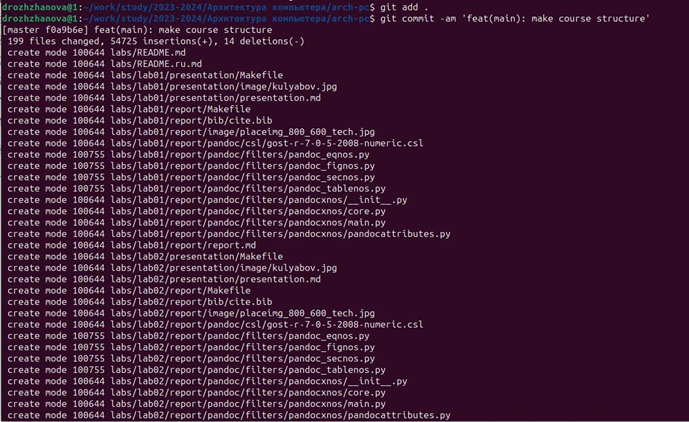 drozhzhanova@1:~/work/study/2023-2024/Архитектура компьютера/arch-pc$ git add .
drozhzhanova@1:~/work/study/2023-2024/Архитектура компьютера/arch-pc$ git commit -am 'feat(main): make course structure'
[master f0a9b6e] feat(main): make course structure
 199 files changed, 54725 insertions(+), 14 deletions(-)
 create mode 100644 labs/README.md
 create mode 100644 labs/README.ru.md
 create mode 100644 labs/lab01/presentation/Makefile
 create mode 100644 labs/lab01/presentation/image/kulyabov.jpg
 create mode 100644 labs/lab01/presentation/presentation.md
 create mode 100644 labs/lab01/report/Makefile
 create mode 100644 labs/lab01/report/bib/cite.bib
 create mode 100644 labs/lab01/report/image/placeimg_800_600_tech.jpg
 create mode 100644 labs/lab01/report/pandoc/csl/gost-r-7-0-5-2008-numeric.csl
 create mode 100755 labs/lab01/report/pandoc/filters/pandoc_eqnos.py
 create mode 100755 labs/lab01/report/pandoc/filters/pandoc_fignos.py
 create mode 100755 labs/lab01/report/pandoc/filters/pandoc_secnos.py
 create mode 100755 labs/lab01/report/pandoc/filters/pandoc_tablenos.py
 create mode 100644 labs/lab01/report/pandoc/filters/pandocxnos/__init__.py
 create mode 100644 labs/lab01/report/pandoc/filters/pandocxnos/core.py
 create mode 100644 labs/lab01/report/pandoc/filters/pandocxnos/main.py
 create mode 100644 labs/lab01/report/pandoc/filters/pandocxnos/pandocattributes.py
 create mode 100644 labs/lab01/report/report.md
 create mode 100644 labs/lab02/presentation/Makefile
 create mode 100644 labs/lab02/presentation/image/kulyabov.jpg
 create mode 100644 labs/lab02/presentation/presentation.md
 create mode 100644 labs/lab02/report/Makefile
 create mode 100644 labs/lab02/report/bib/cite.bib
 create mode 100644 labs/lab02/report/image/placeimg_800_600_tech.jpg
 create mode 100644 labs/lab02/report/pandoc/csl/gost-r-7-0-5-2008-numeric.csl
 create mode 100755 labs/lab02/report/pandoc/filters/pandoc_eqnos.py
 create mode 100755 labs/lab02/report/pandoc/filters/pandoc_fignos.py
 create mode 100755 labs/lab02/report/pandoc/filters/pandoc_secnos.py
 create mode 100755 labs/lab02/report/pandoc/filters/pandoc_tablenos.py
 create mode 100644 labs/lab02/report/pandoc/filters/pandocxnos/__init__.py
 create mode 100644 labs/lab02/report/pandoc/filters/pandocxnos/core.py
 create mode 100644 labs/lab02/report/pandoc/filters/pandocxnos/main.py
 create mode 100644 labs/lab02/report/pandoc/filters/pandocxnos/pandocattributes.py